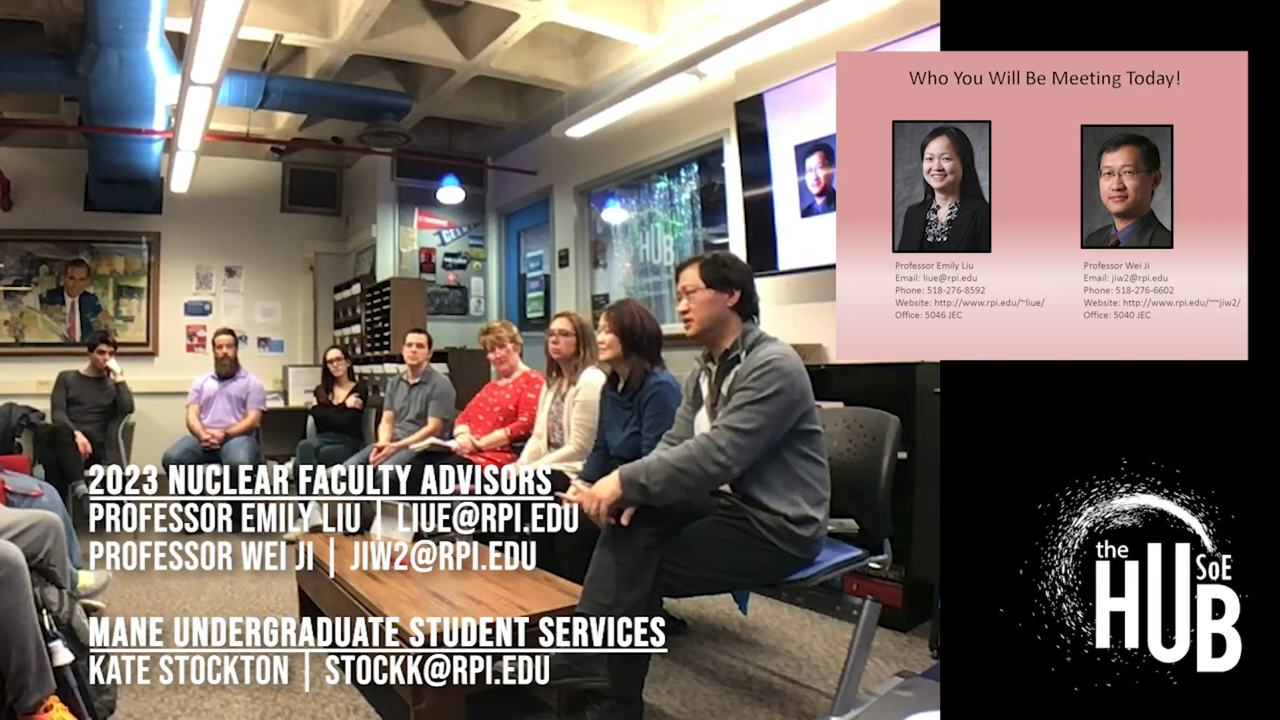 Who You Will Be Meeting Today!
Professor Emily Liu
Email: liue@rpi.edu
Phone: 518-276-8592
Website: http://www.rpi.edu/~liue/
Office: 5046 JEC
Professor Wei Ji
Email: jiw2@rpi.edu
Phone: 518-276-6602
Website: http://www.rpi.edu/~~jiw2/
Office: 5040 JEC
HUB
2023 NUCLEAR FACULTY ADVISORS
PROFESSOR EMILY LIU | LIUE@RPI.EDU
PROFESSOR WEI JI | JIW2@RPI.EDU
MANE UNDERGRADUATE STUDENT SERVICES
KATE STOCKTON | STOCKK@RPI.EDU
the
HUB
SoE